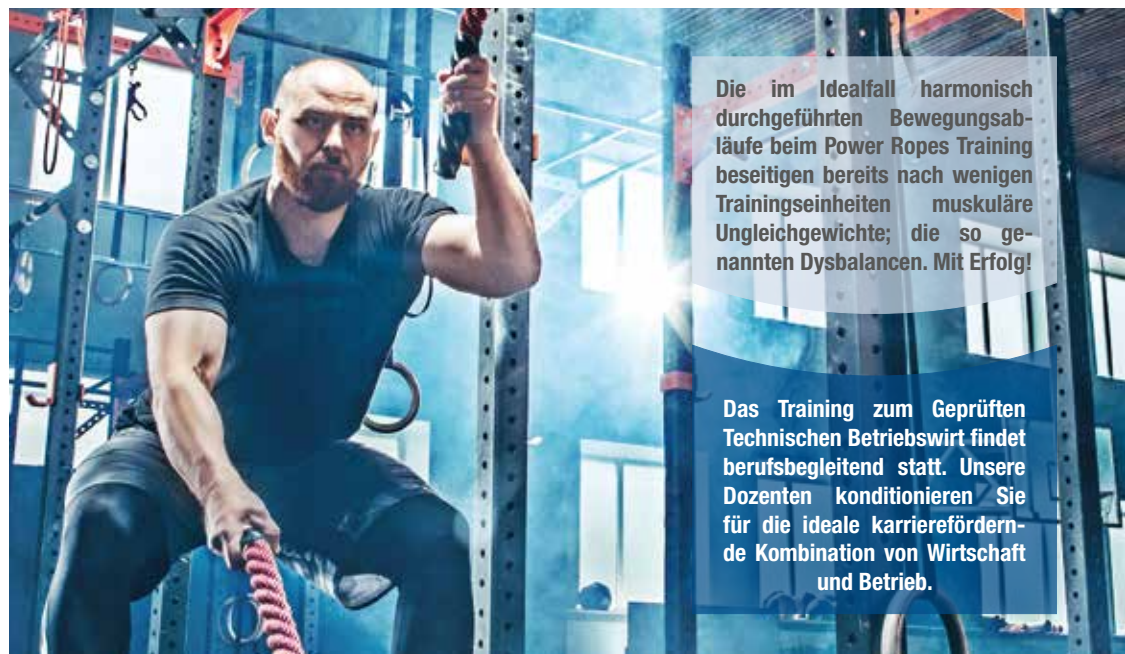 Die im Idealfall harmonisch
durchgeführten Bewegungsab-
läufe beim Power Ropes Training
beseitigen bereits nach wenigen
Trainingseinheiten muskuläre
Ungleichgewichte; die so ge-
nannten Dysbalancen. Mit Erfolg!
Das Training zum Geprüften
Technischen Betriebswirt findet
berufsbegleitend statt. Unsere
Dozenten konditionieren Sie
für die ideale karrierefördern-
de Kombination von Wirtschaft
und Betrieb.